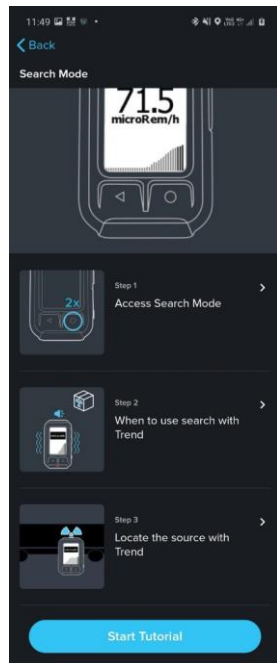 11:49
Back
Search Mode
71.5
microRem/h
2x
Step 1
Access Search Mode
Step 2
When to use search with
Trend
Step 3
Locate the source with
Trend
Start Tutorial